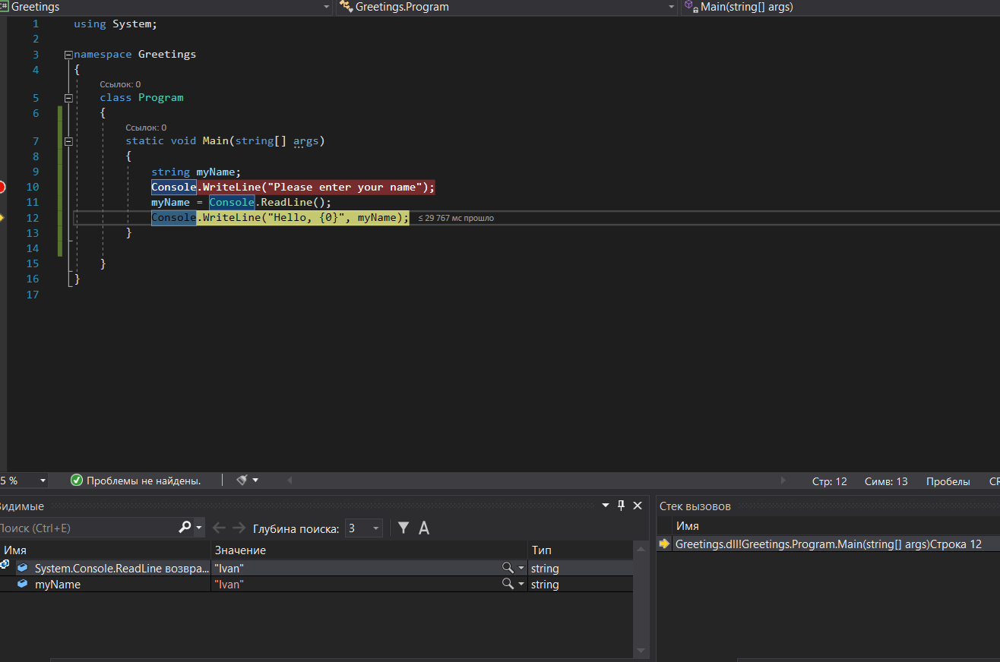 Greetings
Greetings.Program
Main(string[] args)
1 using System;
2
3 namespace Greetings
4 {
Ссылок: 0
5 class Program
6 {
Ссылок: 0
7 static void Main(string[] args)
8 {
9 string myName;
10 Console.WriteLine("Please enter your name");
11 myName = Console.ReadLine();
12 Console.WriteLine("Hello, {0}", myName); ≤ 29 767 мс прошло
13 }
14
15 }
16 }
17
5 %
Проблемы не найдены.
Стр: 12
Симв: 13
Пробелы
CR
Видимые
Поиск (Ctrl+E)
Глубина поиска: 3
A
Имя Значение Тип
System.Console.ReadLine возвра... "Ivan" string
myName "Ivan" string
Стек вызовов
Имя
Greetings.dll!Greetings.Program.Main(string[] args)Строка 12